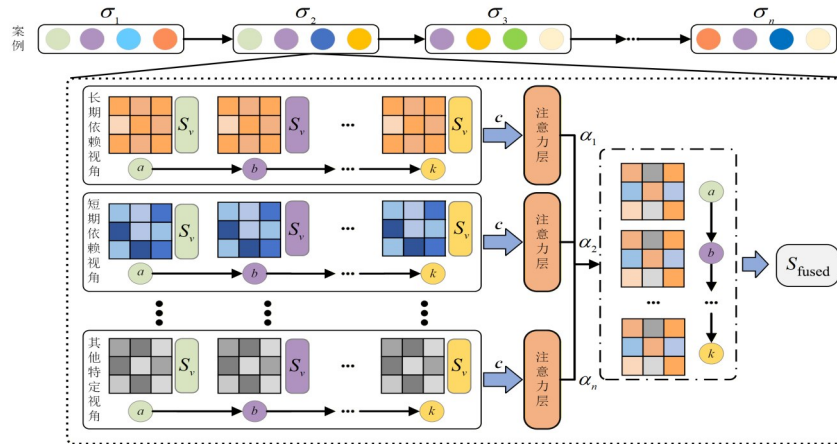 案例
σ₁ σ₂ σ₃ ... σₙ
长期依赖视角
Sᵥ Sᵥ ... Sᵥ
a b ... k
c
注意力层
α₁
短期依赖视角
Sᵥ Sᵥ ... Sᵥ
a b ... k
c
注意力层
α₂
其他特定视角
Sᵥ Sᵥ ... Sᵥ
a b ... k
c
注意力层
αₙ
a
b
... ...
k
S_fused